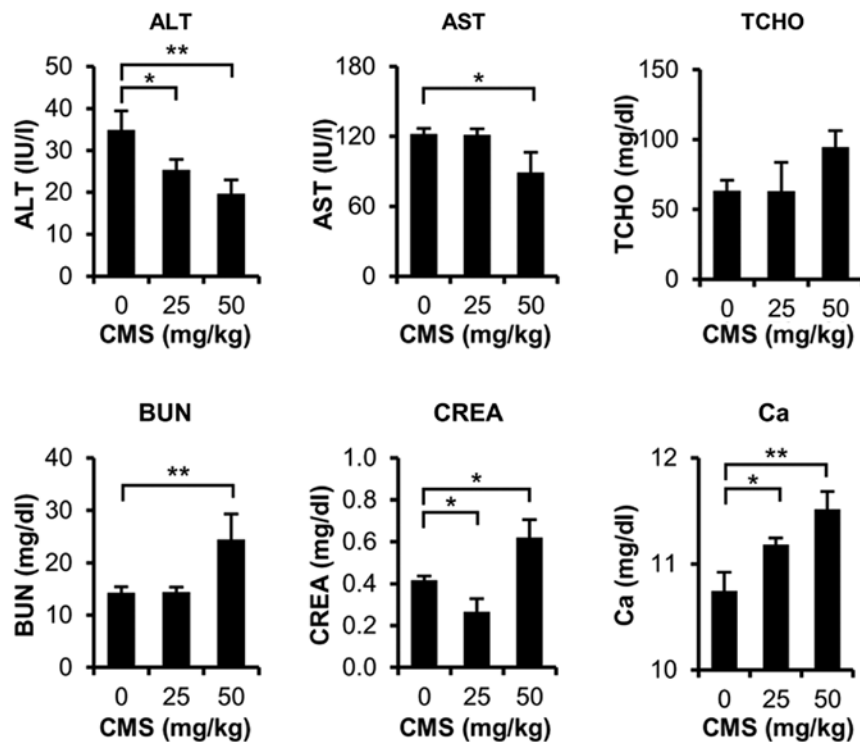 ALT
**
*
50
40
30
20
10
0
ALT (IU/l)
0 25 50
CMS (mg/kg)
AST
*
180
120
60
0
AST (IU/l)
0 25 50
CMS (mg/kg)
TCHO
150
100
50
0
TCHO (mg/dl)
0 25 50
CMS (mg/kg)
BUN
**
40
30
20
10
0
BUN (mg/dl)
0 25 50
CMS (mg/kg)
CREA
*
*
1.0
0.8
0.6
0.4
0.2
0.0
CREA (mg/dl)
0 25 50
CMS (mg/kg)
Ca
**
*
12
11
10
Ca (mg/dl)
0 25 50
CMS (mg/kg)